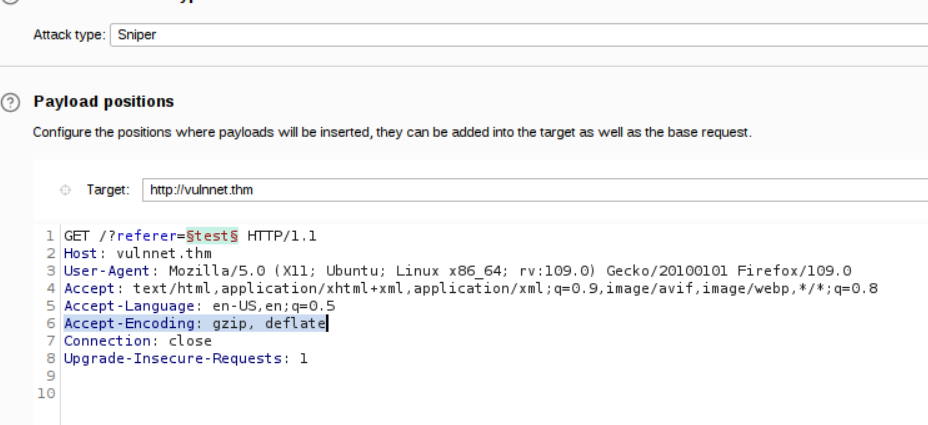 Attack type: Sniper
Payload positions
Configure the positions where payloads will be inserted, they can be added into the target as well as the base request.
Target: http://vulnnet.thm
1 GET /?referer=§test§ HTTP/1.1
2 Host: vulnnet.thm
3 User-Agent: Mozilla/5.0 (X11; Ubuntu; Linux x86_64; rv:109.0) Gecko/20100101 Firefox/109.0
4 Accept: text/html,application/xhtml+xml,application/xml;q=0.9,image/avif,image/webp,*/*;q=0.8
5 Accept-Language: en-US,en;q=0.5
6 Accept-Encoding: gzip, deflate
7 Connection: close
8 Upgrade-Insecure-Requests: 1
9
10